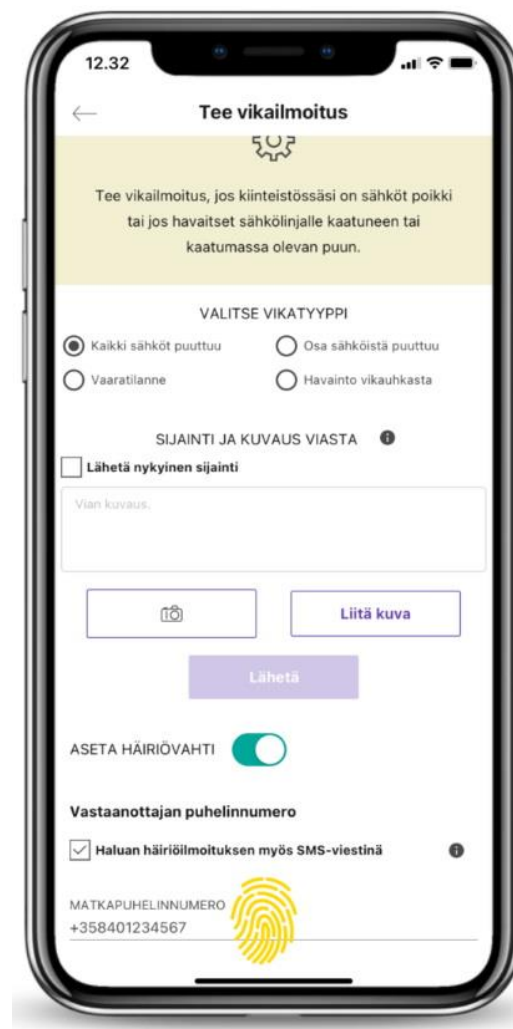 12.32
Tee vikailmoitus
Tee vikailmoitus, jos kiinteistössäsi on sähköt poikki
tai jos havaitset sähkölinjalle kaatuneen tai
kaatumassa olevan puun.
VALITSE VIKATYYPPI
Kaikki sähköt puuttuu
Osa sähköistä puuttuu
Vaaratilanne
Havainto vikauhkasta
SIJAINTI JA KUVAUS VIASTA
Lähetä nykyinen sijainti
Vian kuvaus.
Liitä kuva
Lähetä
ASETA HÄIRIÖVAHTI
Vastaanottajan puhelinnumero
Haluan häiriöilmoituksen myös SMS-viestinä
MATKAPUHELINNUMERO
+358401234567